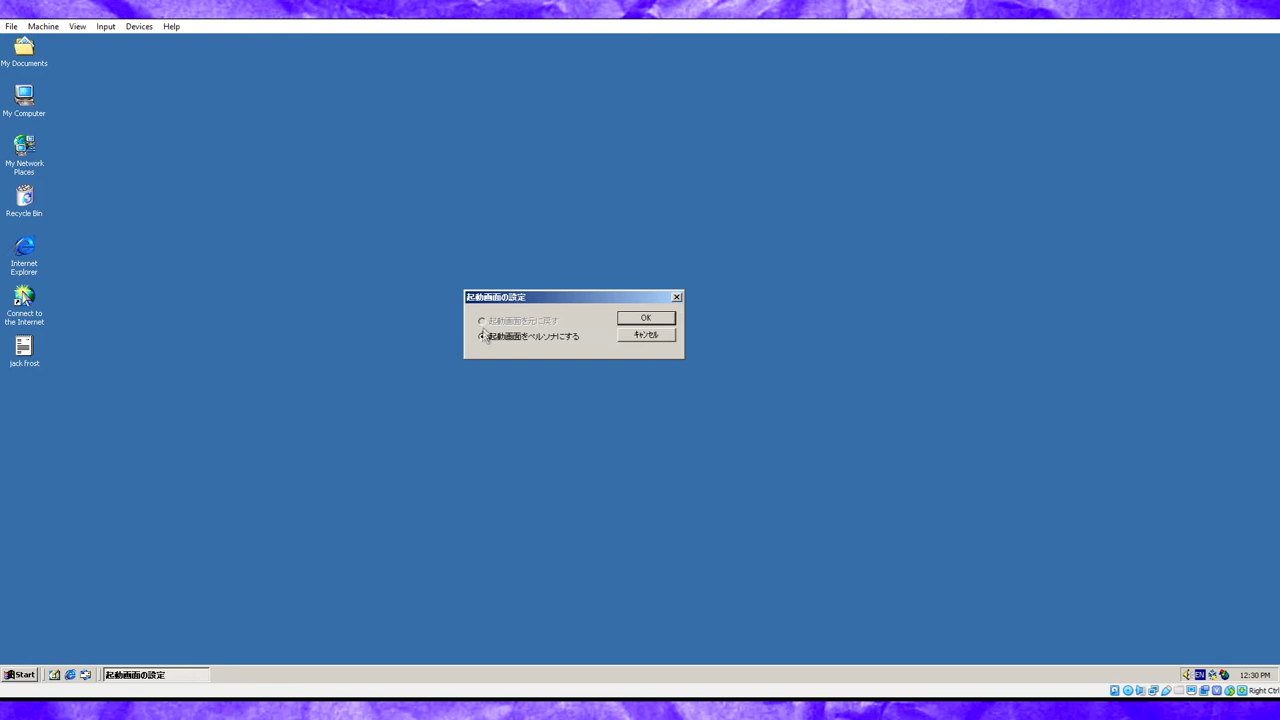 File Machine View Input Devices Help
My Documents
My Computer
My Network
Places
Recycle Bin
Internet
Explorer
Connect to
the Internet
jack frost
起動画面の設定
起動画面を元に戻す
OK
起動画面をペルソナにする
キャンセル
Start
起動画面の設定
EN
12:30 PM
Right Ctrl